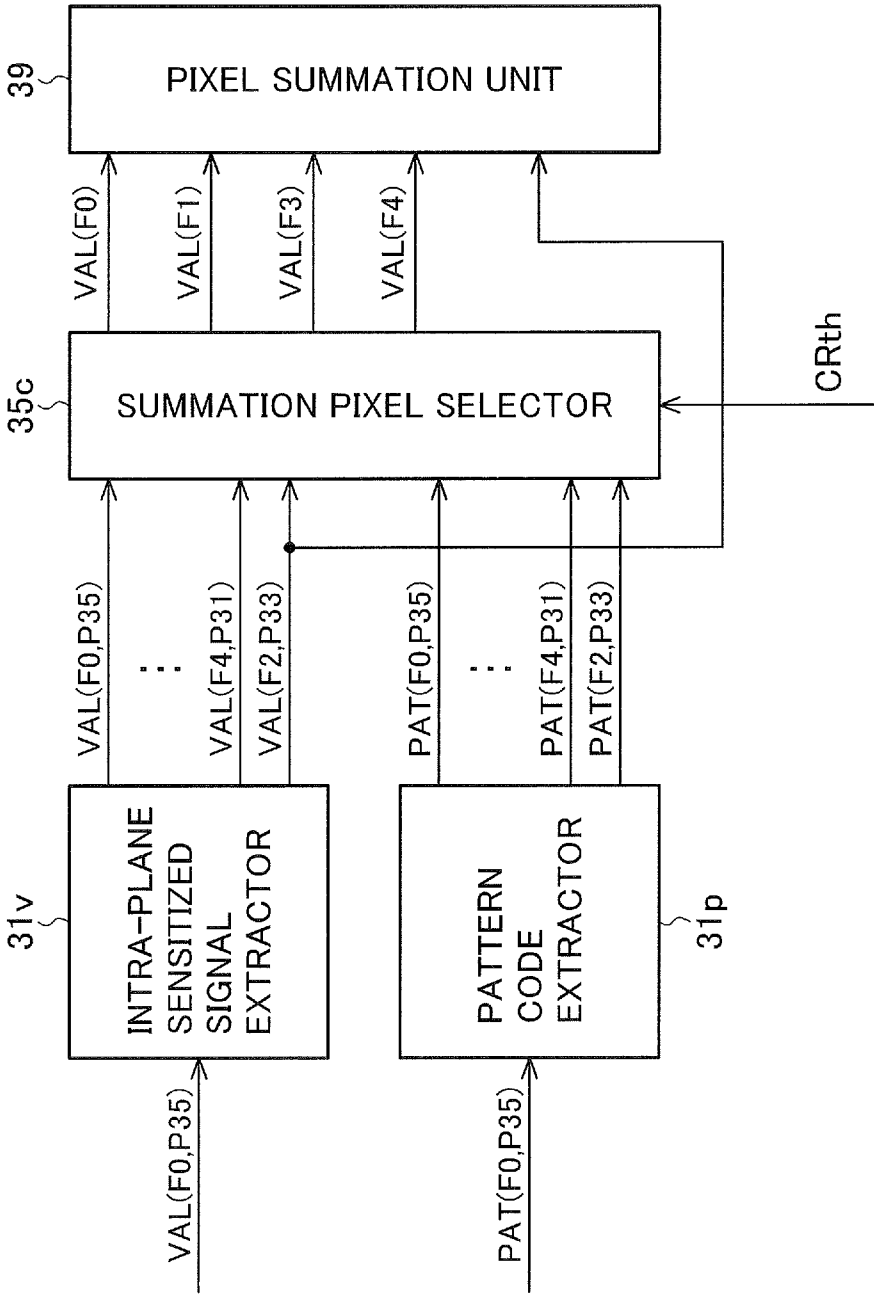 VAL(F0,P35)
31v
INTRA-PLANE
SENSITIZED
SIGNAL
EXTRACTOR
VAL(F0,P35)
...
VAL(F4,P31)
VAL(F2,P33)
PAT(F0,P35)
PATTERN
CODE
EXTRACTOR
31p
PAT(F0,P35)
...
PAT(F4,P31)
PAT(F2,P33)
35c
SUMMATION PIXEL SELECTOR
CRth
VAL(F0)
VAL(F1)
VAL(F3)
VAL(F4)
39
PIXEL SUMMATION UNIT